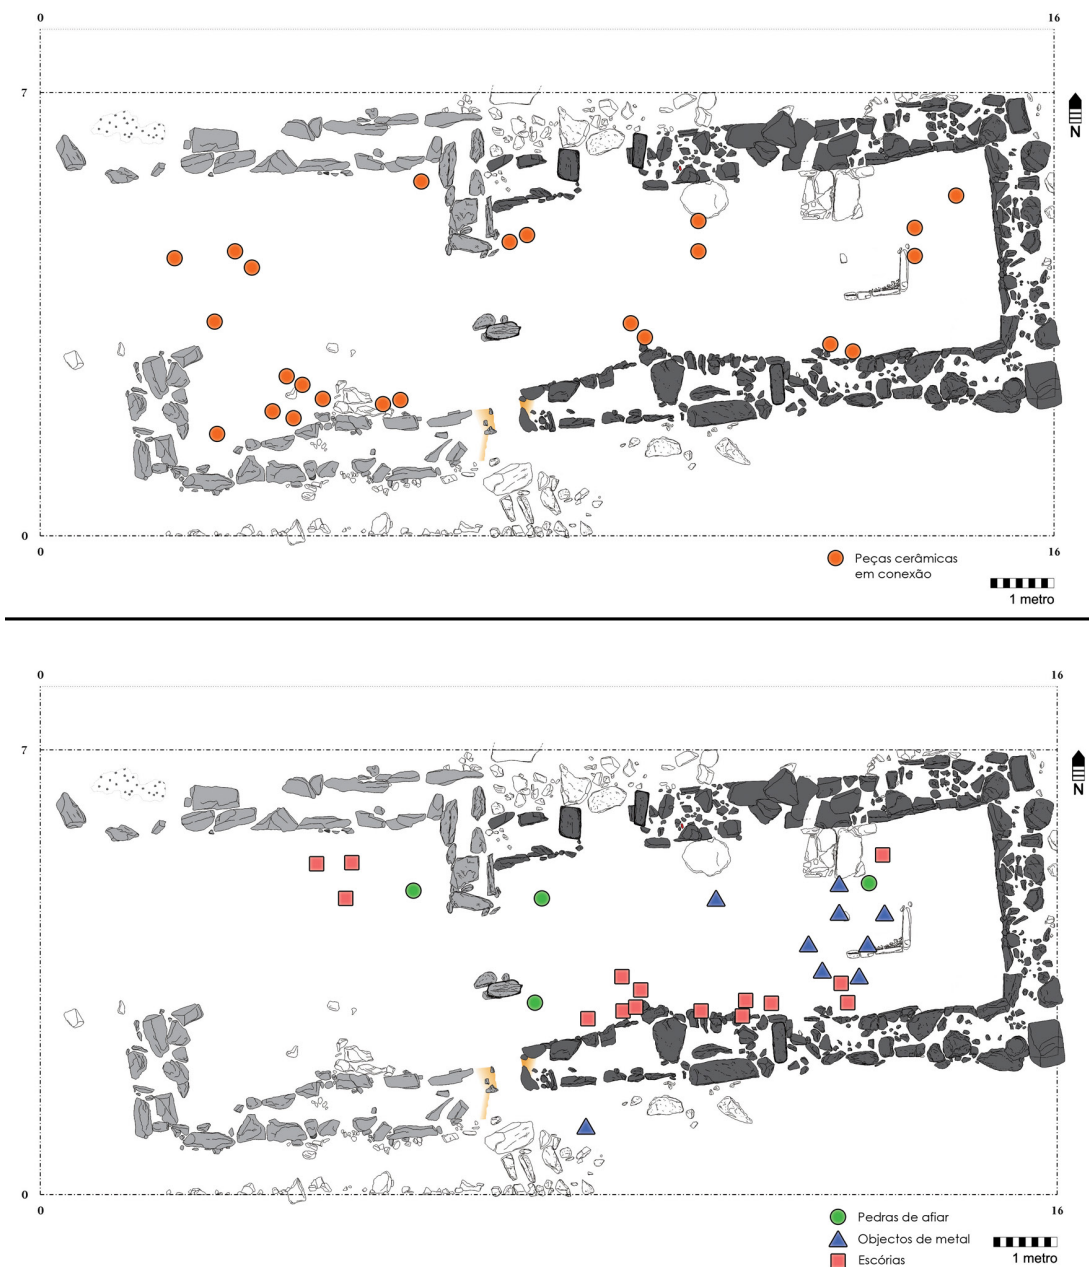 0
16
7
N
0
0
16
Peças cerâmicas
em conexão
1 metro
0
16
7
N
0
0
16
Pedras de afiar
Objectos de metal
Escórias
1 metro